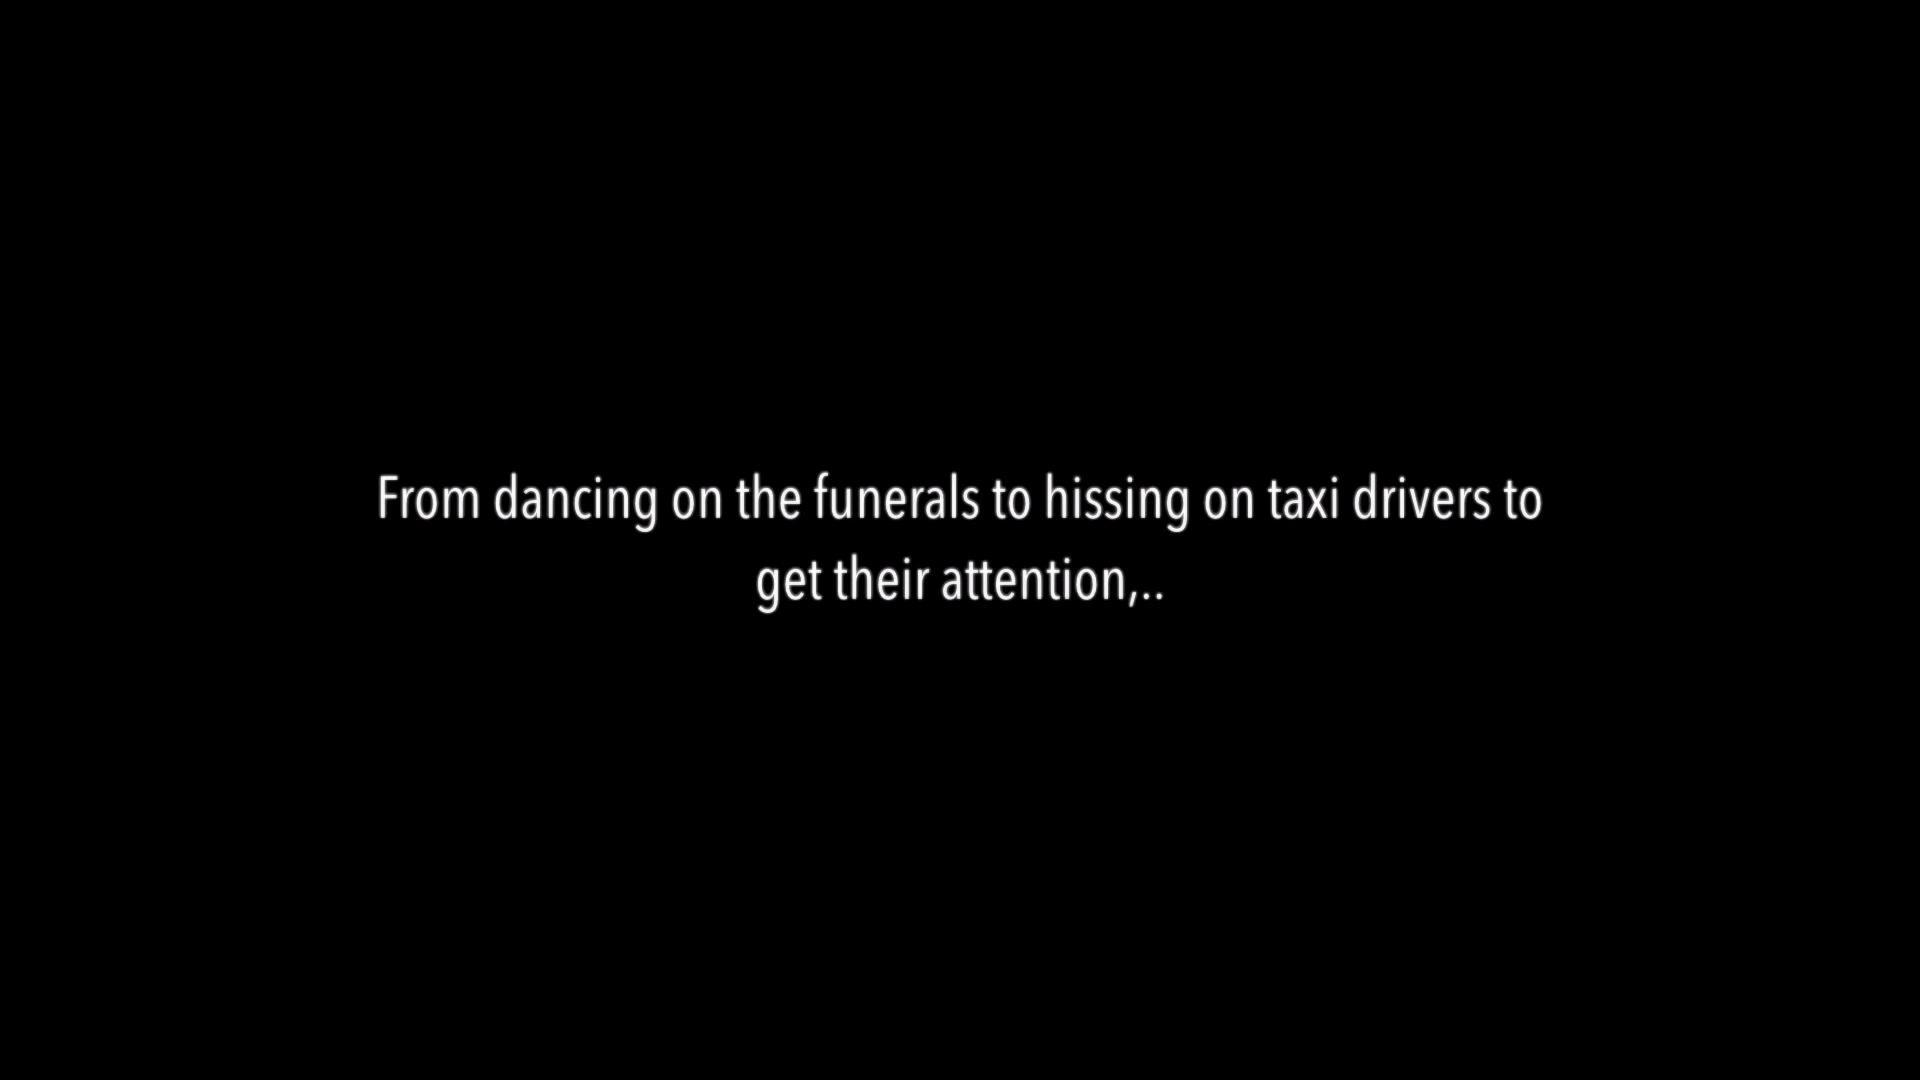 From dancing on the funerals to hissing on taxi drivers to
get their attention,..